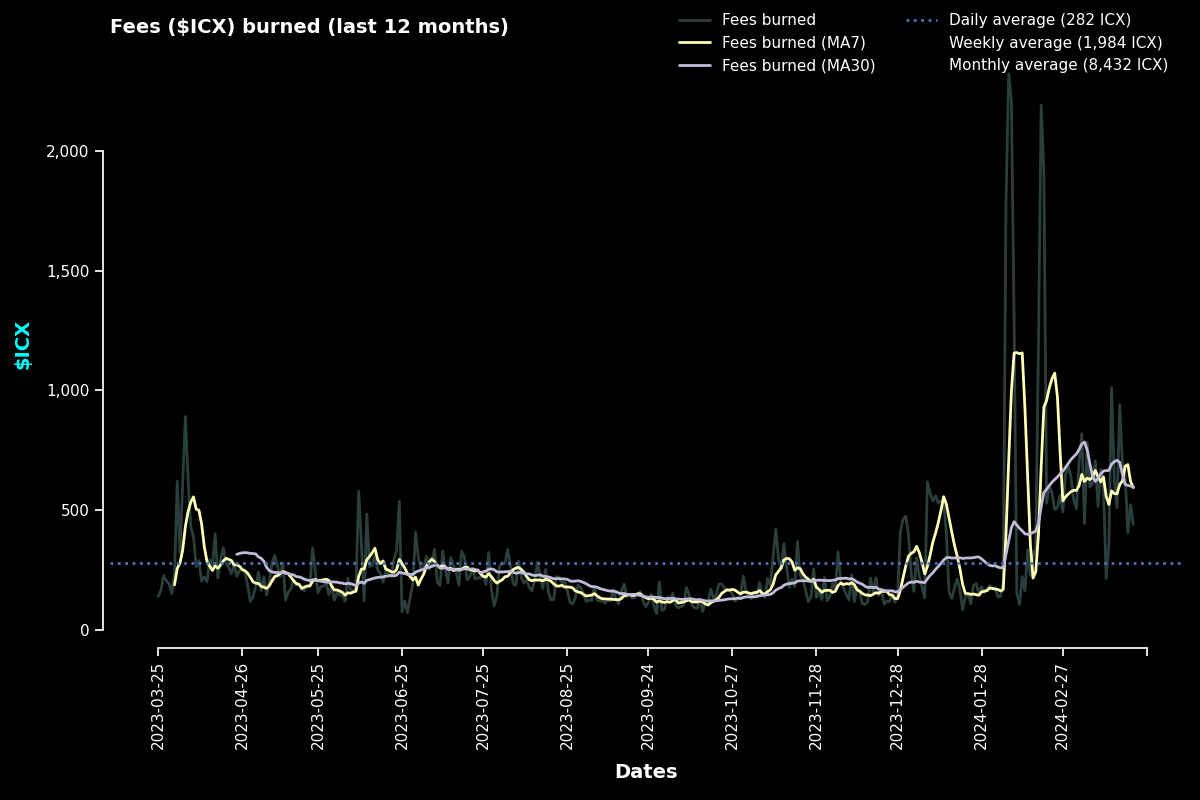 Fees ($ICX) burned (last 12 months)
Fees burned
Fees burned (MA7)
Fees burned (MA30)
Daily average (282 ICX)
Weekly average (1,984 ICX)
Monthly average (8,432 ICX)
2,000
1,500
1,000
500
0
$ICX
2023-03-25
2023-04-26
2023-05-25
2023-06-25
2023-07-25
2023-08-25
2023-09-24
2023-10-27
2023-11-28
2023-12-28
2024-01-28
2024-02-27
Dates